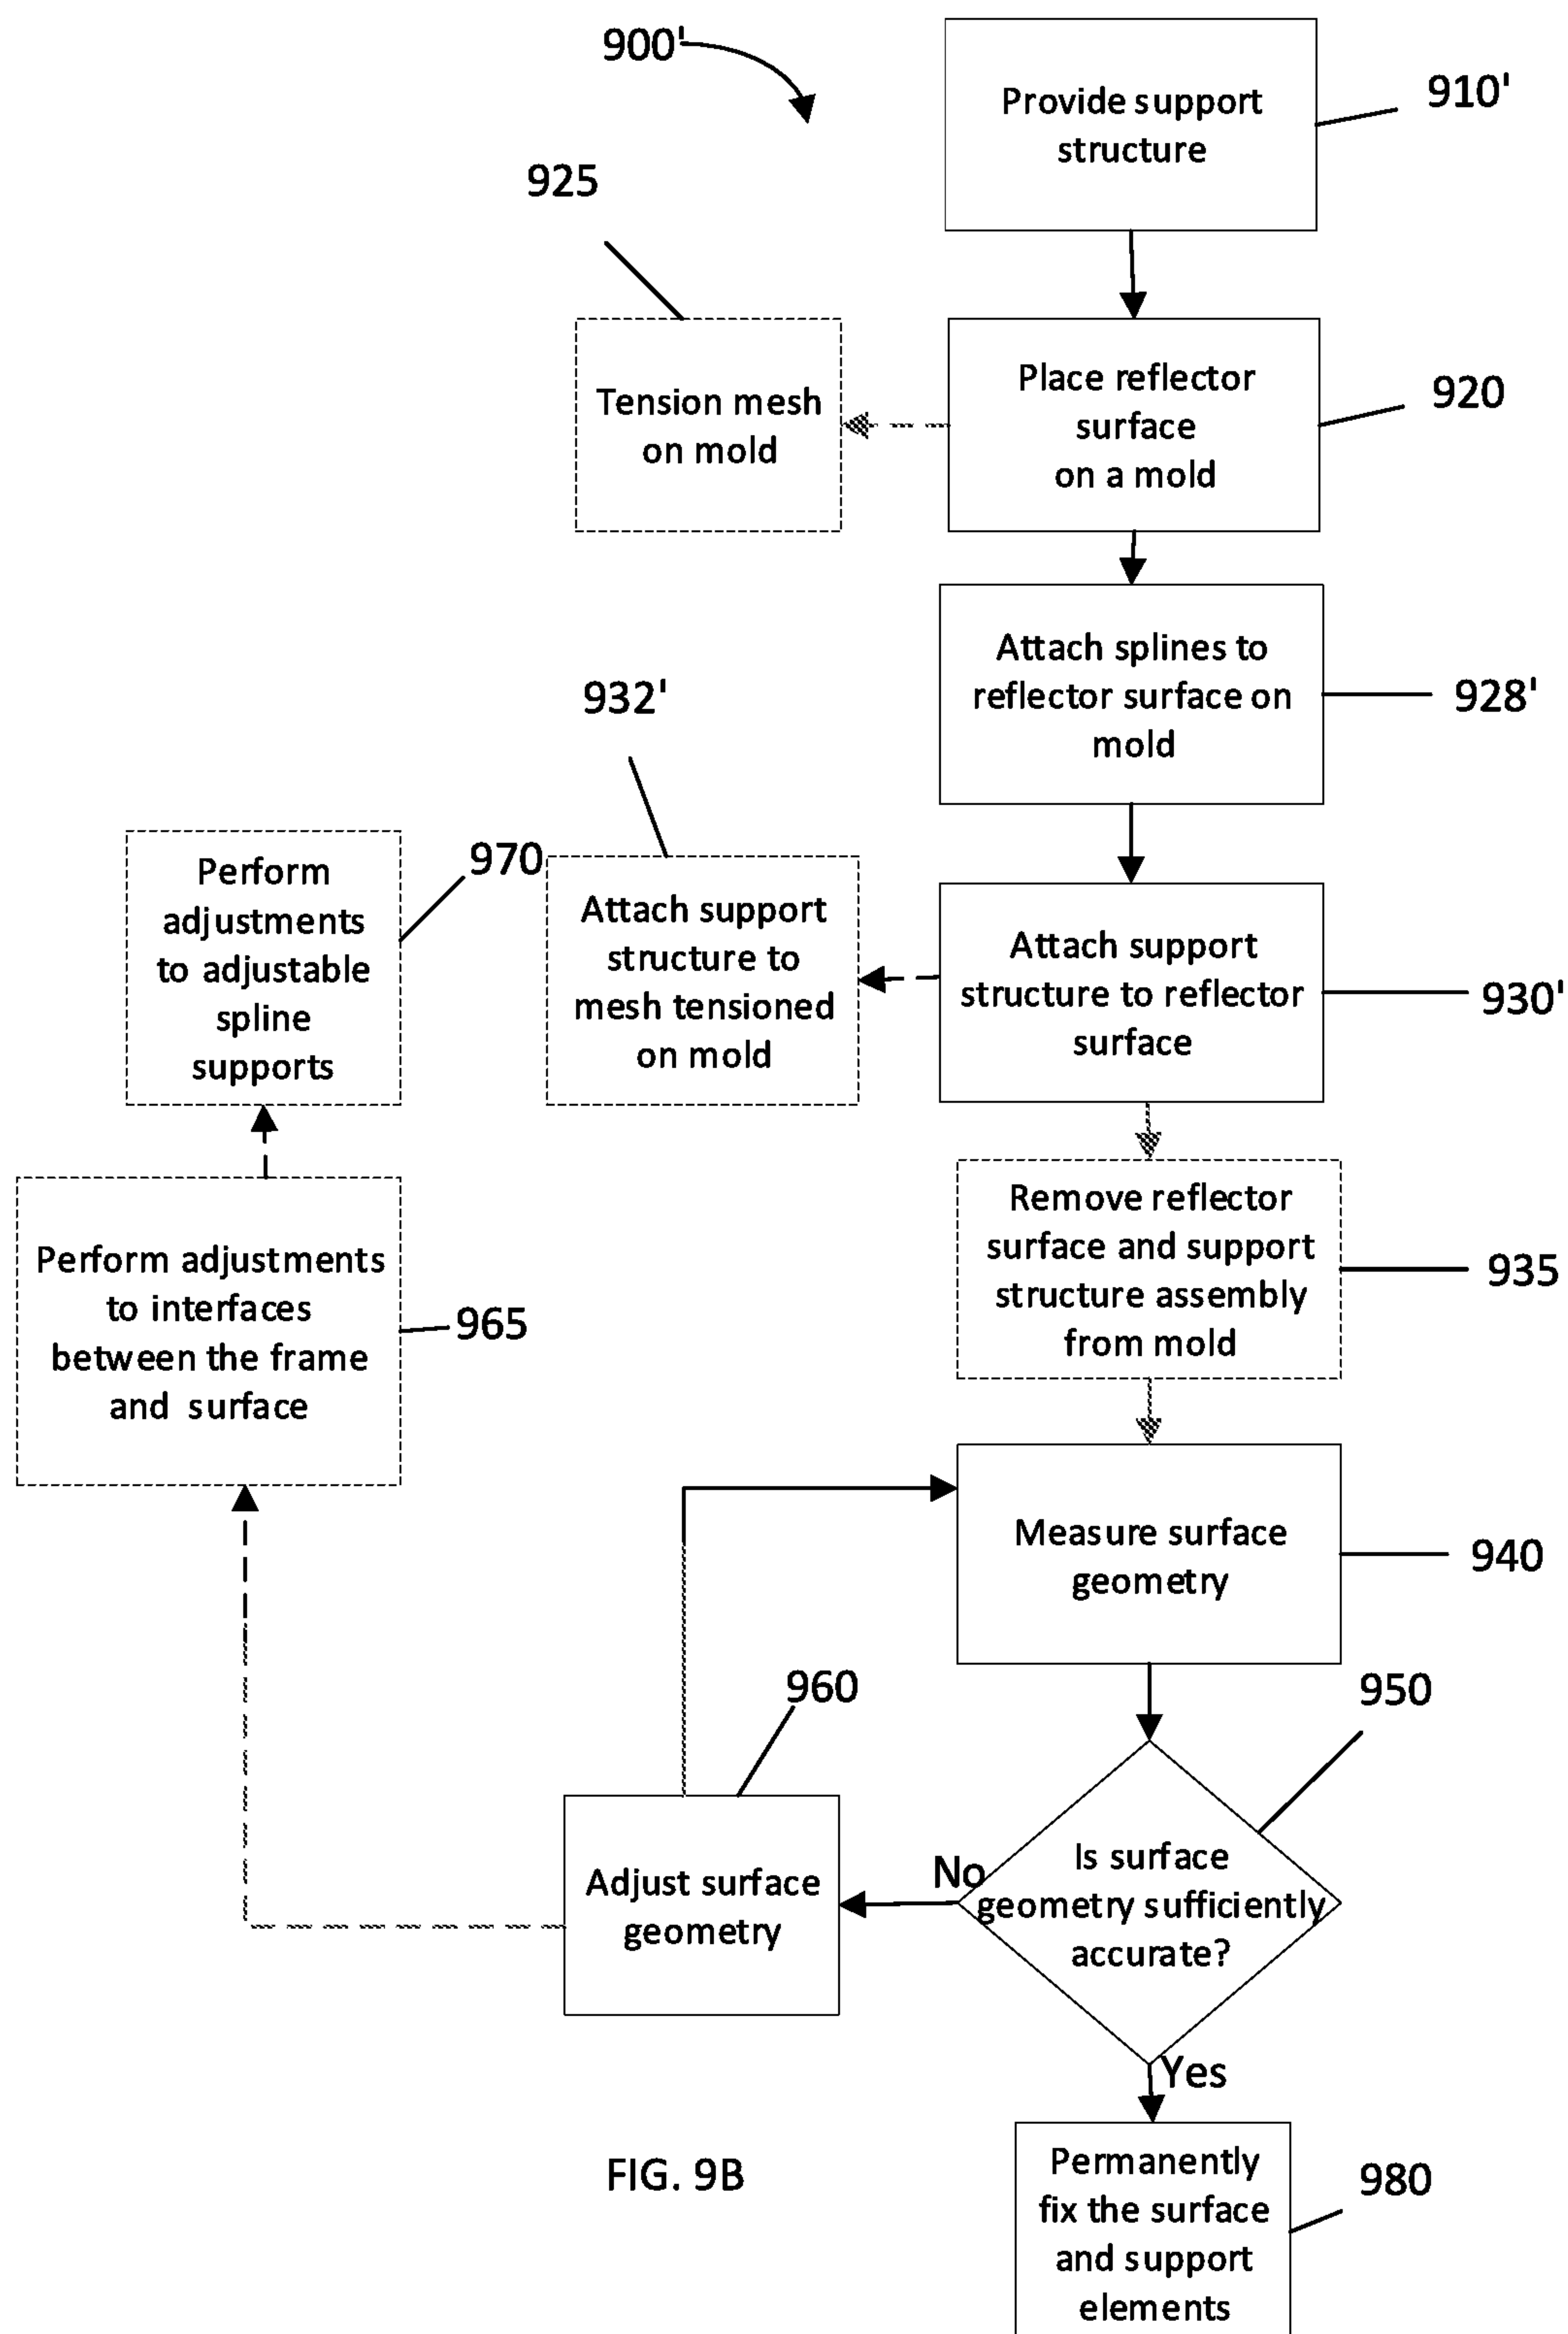 900'
Provide support
structure
910'
925
Tension mesh
on mold
Place reflector
surface
on a mold
920
Attach splines to
reflector surface on
mold
928'
932'
Perform
adjustments
to adjustable
spline
supports
970
Attach support
structure to
mesh tensioned
on mold
Attach support
structure to reflector
surface
930'
Perform adjustments
to interfaces
between the frame
and surface
965
Remove reflector
surface and support
structure assembly
from mold
935
Measure surface
geometry
940
960
950
Adjust surface
geometry
No
Is surface
geometry sufficiently
accurate?
Yes
FIG. 9B
Permanently
fix the surface
and support
elements
980